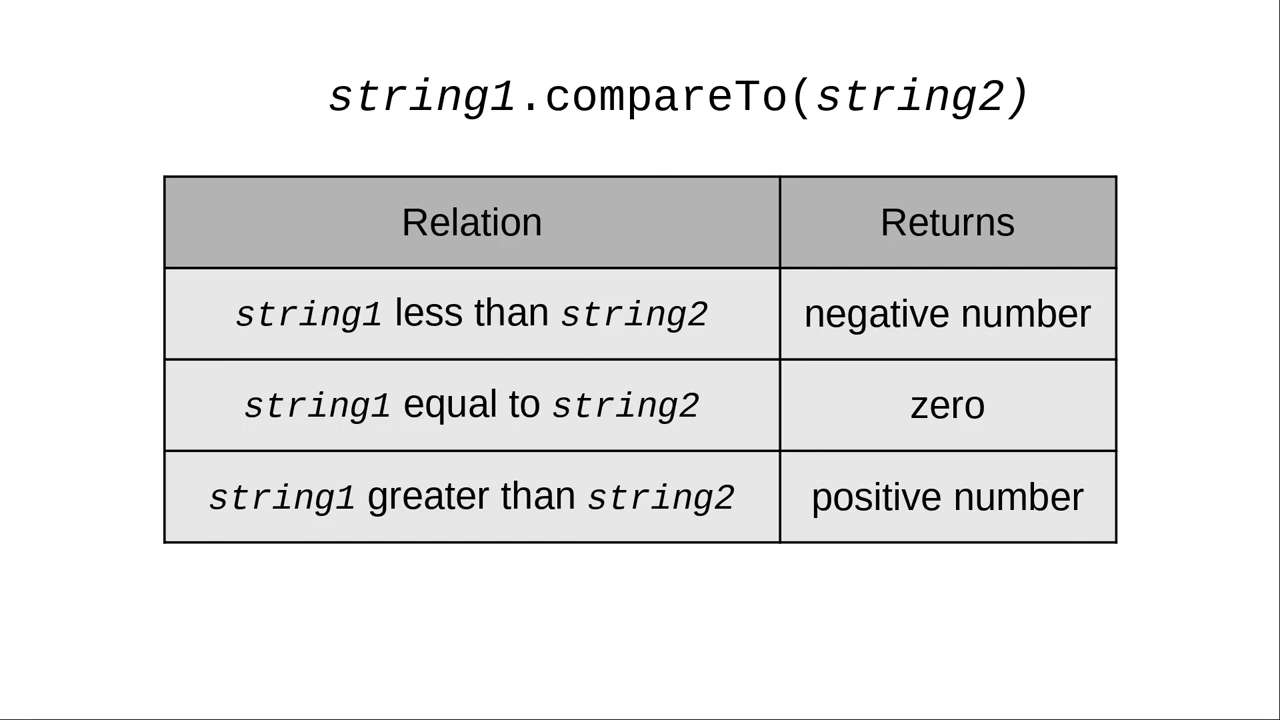 string1.compareTo(string2)
Relation Returns
string1 less than string2 negative number
string1 equal to string2 zero
string1 greater than string2 positive number